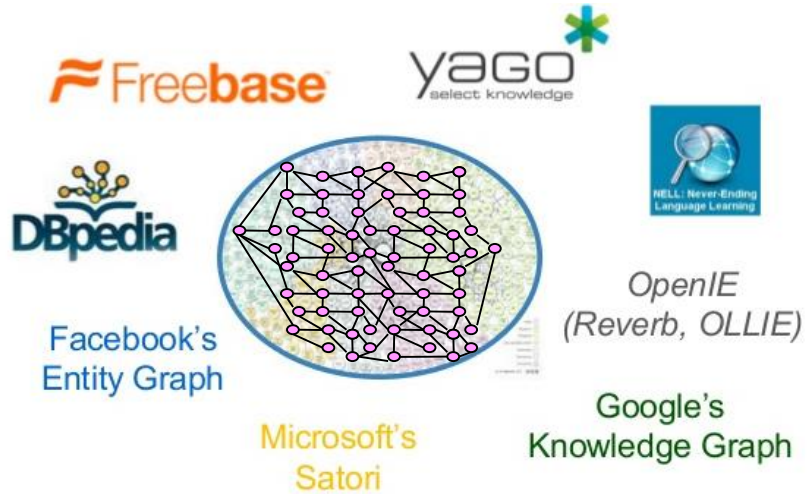 Freebase
yago
select knowledge
DBpedia
NELL: Never-Ending
Language Learning
OpenIE
(Reverb, OLLIE)
Facebook's
Entity Graph
Google's
Knowledge Graph
Microsoft's
Satori